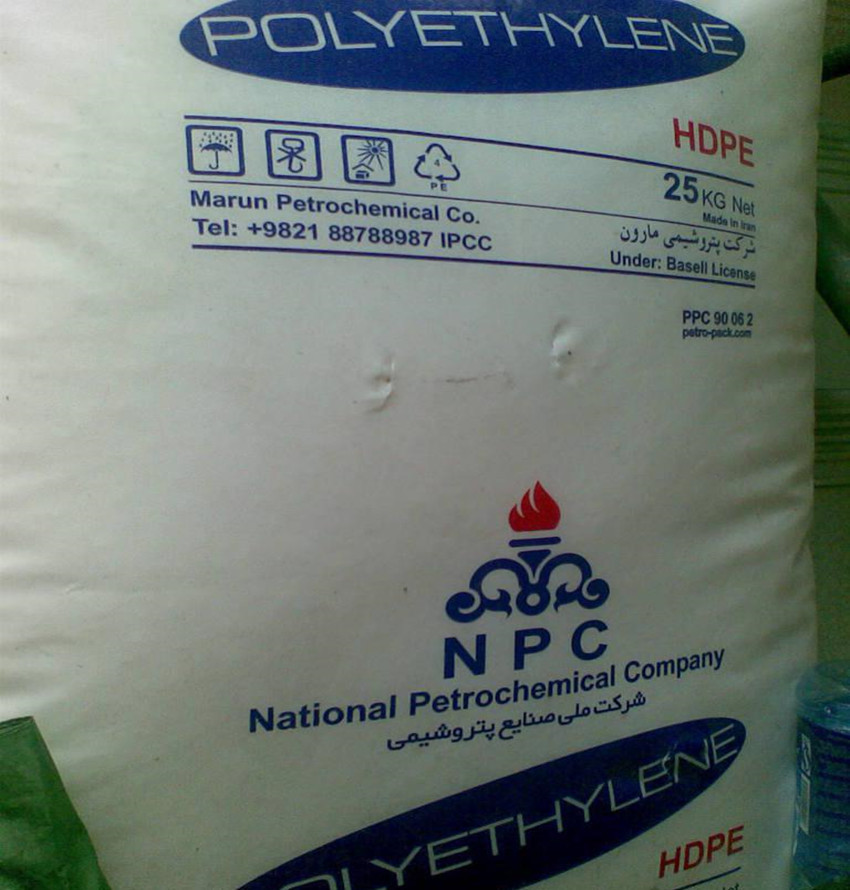 POLYETHYLENE
HDPE
4
PE
25 KG Net
Made in Iran
Marun Petrochemical Co.
شرکت پتروشیمی مارون
Tel: +9821 88788987 IPCC
Under: Basell License
PPC 90 06 2
petro-pack.com
NPC
National Petrochemical Company
شرکت ملی صنایع پتروشیمی
POLYETHYLENE
HDPE